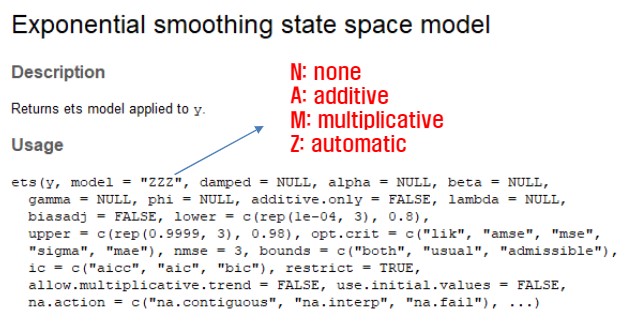 Exponential smoothing state space model
Description
N: none
A: additive
Returns ets model applied to y.
M: multiplicative
Usage
Z: automatic
ets(y, model = "ZZZ", damped = NULL, alpha = NULL, beta = NULL,
gamma = NULL, phi = NULL, additive.only = FALSE, lambda = NULL,
biasadj = FALSE, lower = c(rep(1e-04, 3), 0.8),
upper = c(rep(0.9999, 3), 0.98), opt.crit = c("lik", "amse", "mse",
"sigma", "mae"), nmse = 3, bounds = c("both", "usual", "admissible"),
ic = c("aicc", "aic", "bic"), restrict = TRUE,
allow.multiplicative.trend = FALSE, use.initial.values = FALSE,
na.action = c("na.contiguous", "na.interp", "na.fail"), ...)